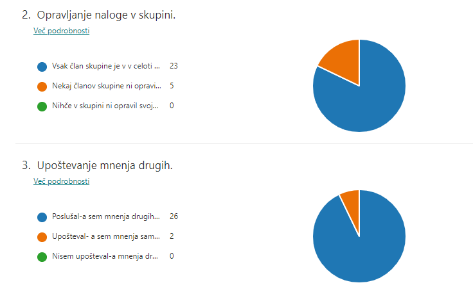 2. Opravljanje naloge v skupini.
Več podrobnosti
Vsak član skupine je v v celoti ... 23
Nekaj članov skupine ni opravi... 5
Nihče v skupini ni opravil svoj... 0
3. Upoštevanje mnenja drugih.
Več podrobnosti
Poslušal-a sem mnenja drugih... 26
Upošteval- a sem mnenja sam... 2
Nisem upošteval-a mnenja dr... 0